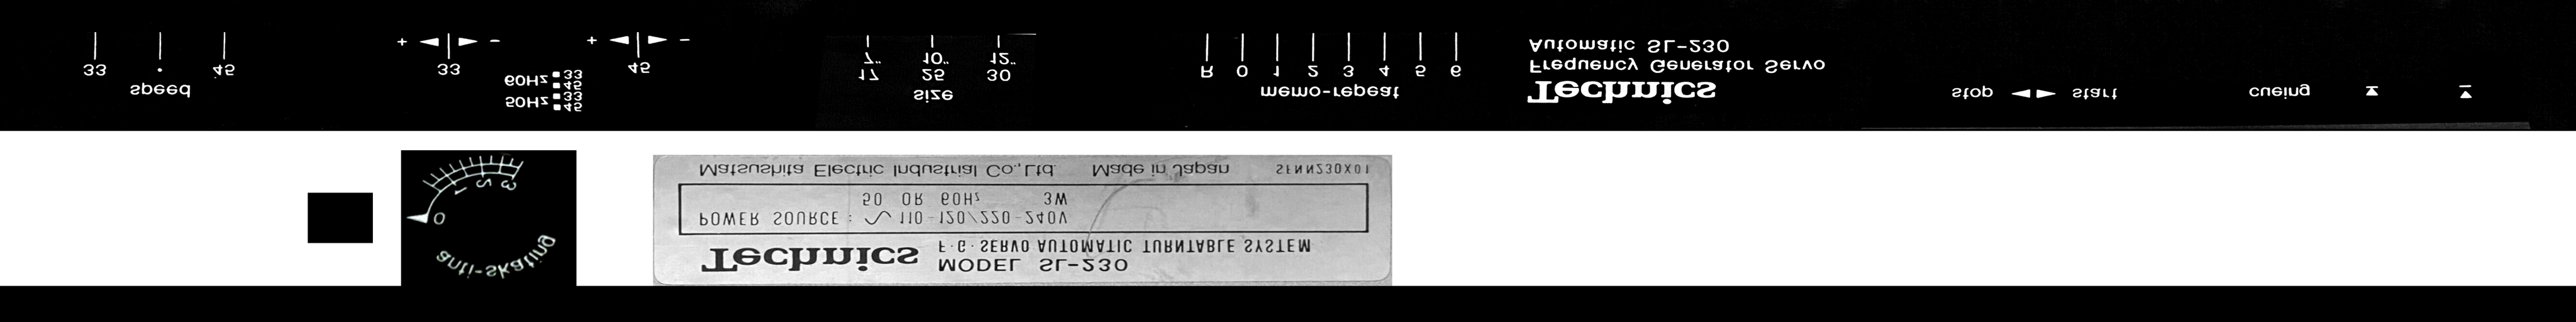 speed
33 • 45
33
+ ◄ ► −
50Hz ■ 45
■ 33
60Hz ■ 45
■ 33
45
+ ◄ ► −
size
17 25 30
7" 10" 12"
memo-repeat
R 0 1 2 3 4 5 6
Technics
Frequency Generator Servo
Automatic SL-230
stop ◄ ► start
cueing
anti-skating
0 1 2 3
Technics
MODEL SL-230
F·G·SERVO AUTOMATIC TURNTABLE SYSTEM
POWER SOURCE : ∿ 110-120/220-240V
50 OR 60Hz 3W
Matsushita Electric Industrial Co.,Ltd. Made in Japan SFNN230X01